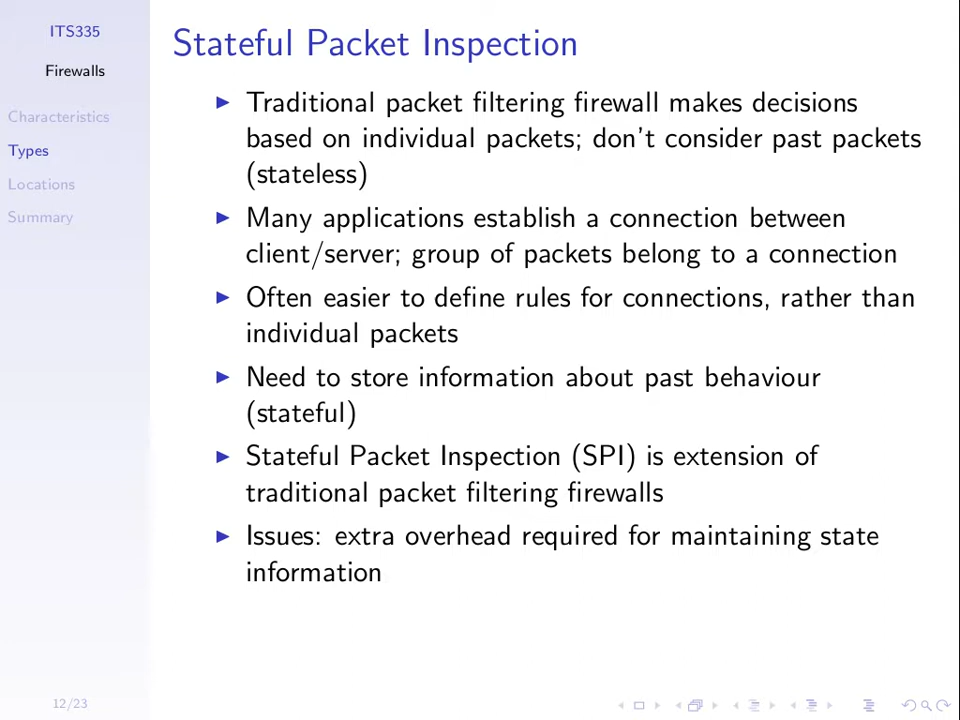 ITS335
Firewalls
Characteristics
Types
Locations
Summary
Stateful Packet Inspection
Traditional packet filtering firewall makes decisions
based on individual packets; don't consider past packets
(stateless)
Many applications establish a connection between
client/server; group of packets belong to a connection
Often easier to define rules for connections, rather than
individual packets
Need to store information about past behaviour
(stateful)
Stateful Packet Inspection (SPI) is extension of
traditional packet filtering firewalls
Issues: extra overhead required for maintaining state
information
12/23